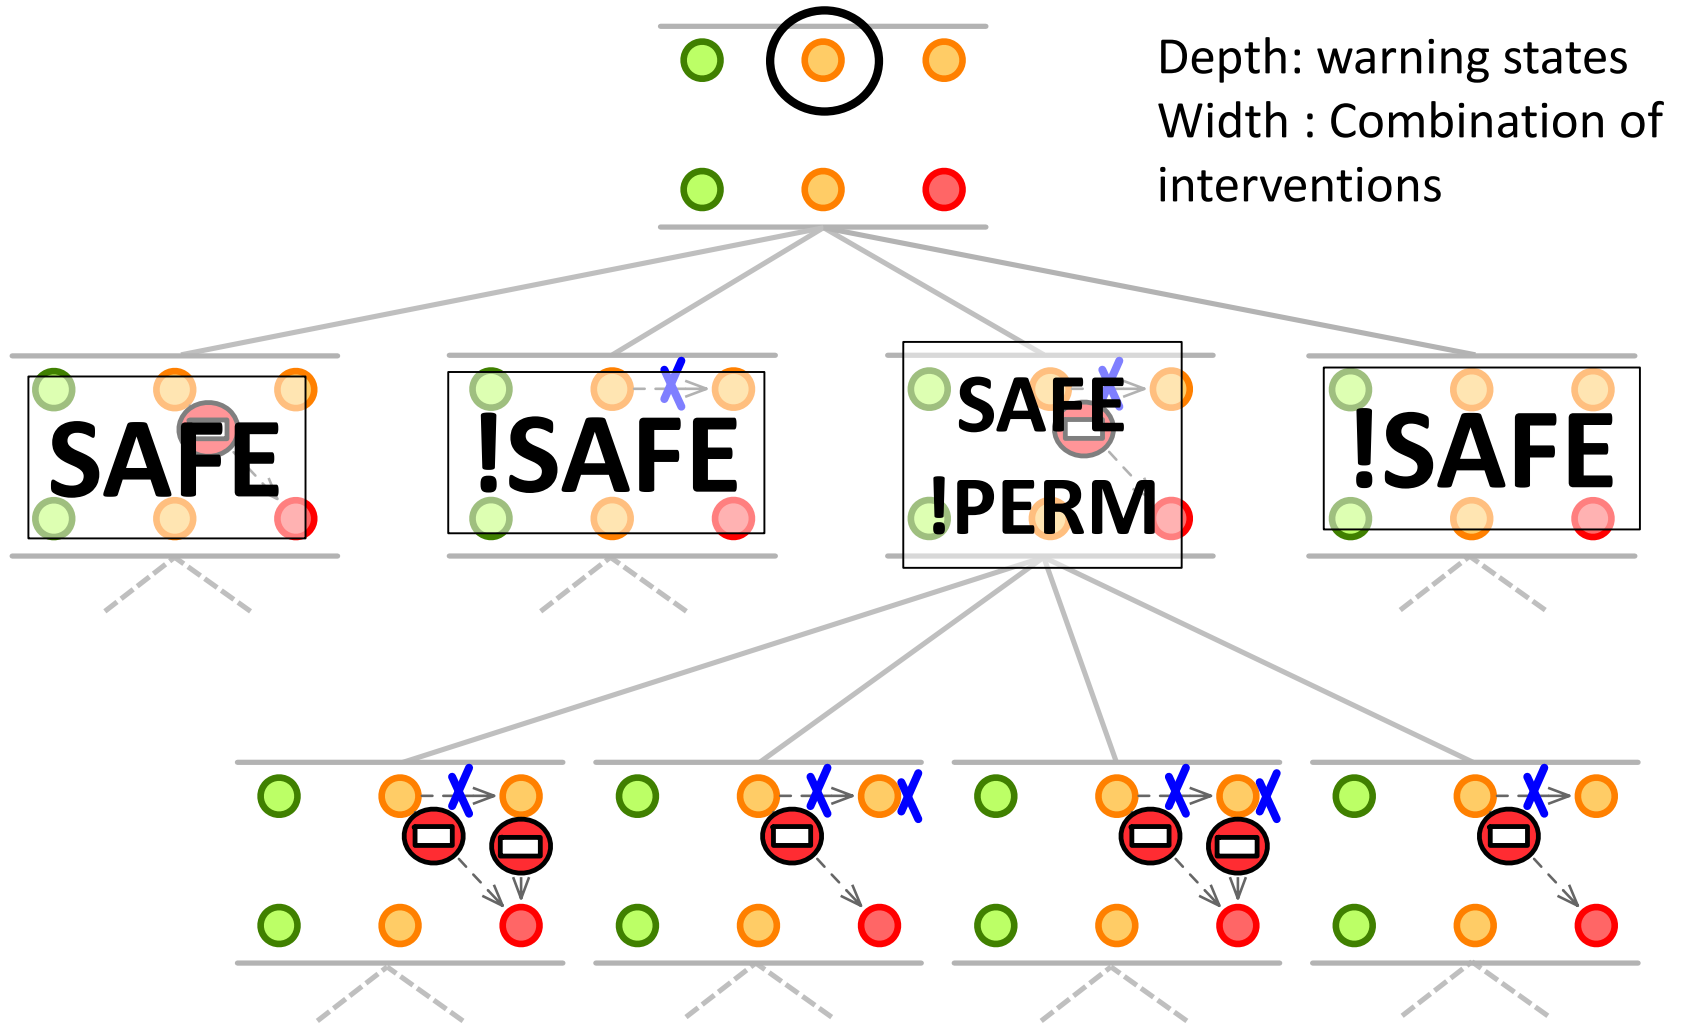 Depth: warning states
Width : Combination of
interventions
SAFE
!SAFE
SAFE
!PERM
!SAFE